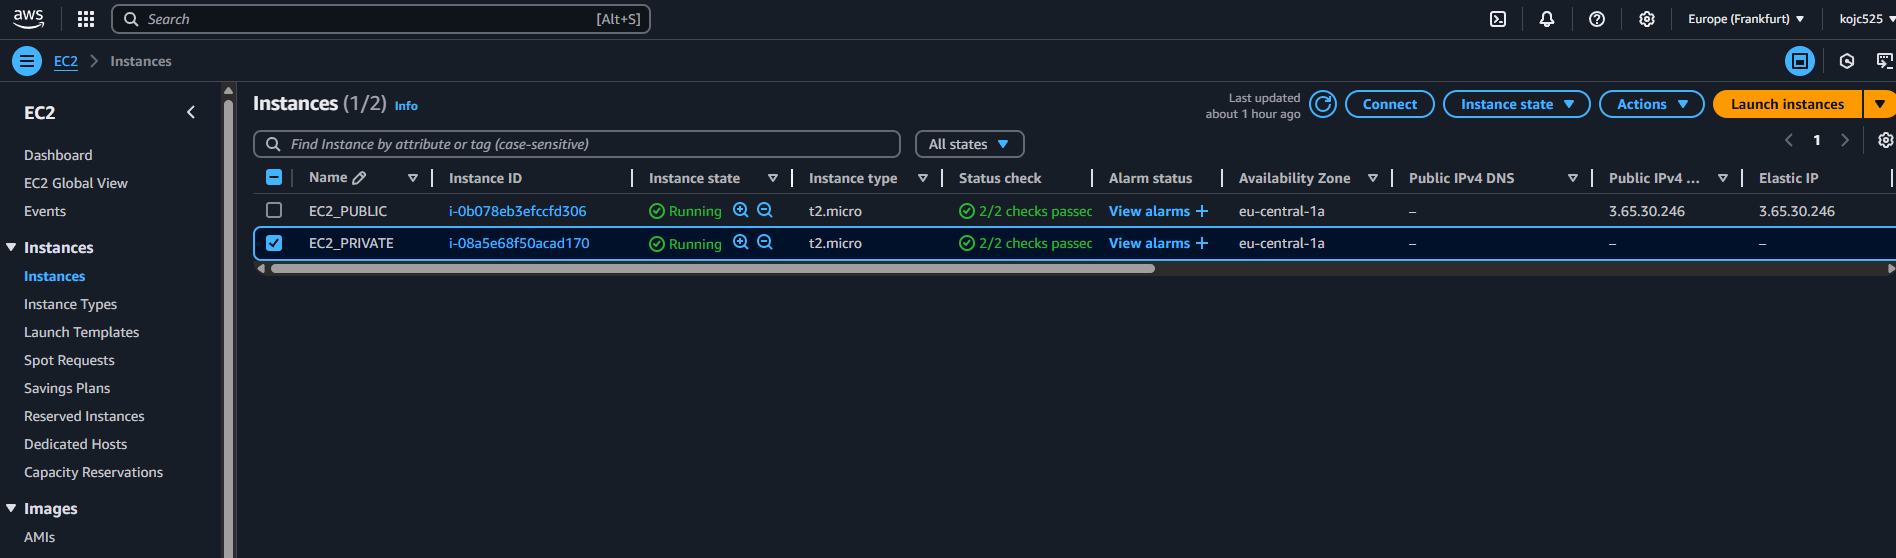 aws Search [Alt+S] Europe (Frankfurt) kojc525
EC2 Instances
EC2
Dashboard
EC2 Global View
Events
Instances
Instances
Instance Types
Launch Templates
Spot Requests
Savings Plans
Reserved Instances
Dedicated Hosts
Capacity Reservations
Images
AMIs
Instances (1/2) Info
Last updated
about 1 hour ago
Connect Instance state Actions Launch instances
Find Instance by attribute or tag (case-sensitive) All states 1
Name Instance ID Instance state Instance type Status check Alarm status Availability Zone Public IPv4 DNS Public IPv4 ... Elastic IP
EC2_PUBLIC i-0b078eb3efccfd306 Running t2.micro 2/2 checks passec View alarms + eu-central-1a – 3.65.30.246 3.65.30.246
EC2_PRIVATE i-08a5e68f50acad170 Running t2.micro 2/2 checks passec View alarms + eu-central-1a – – –